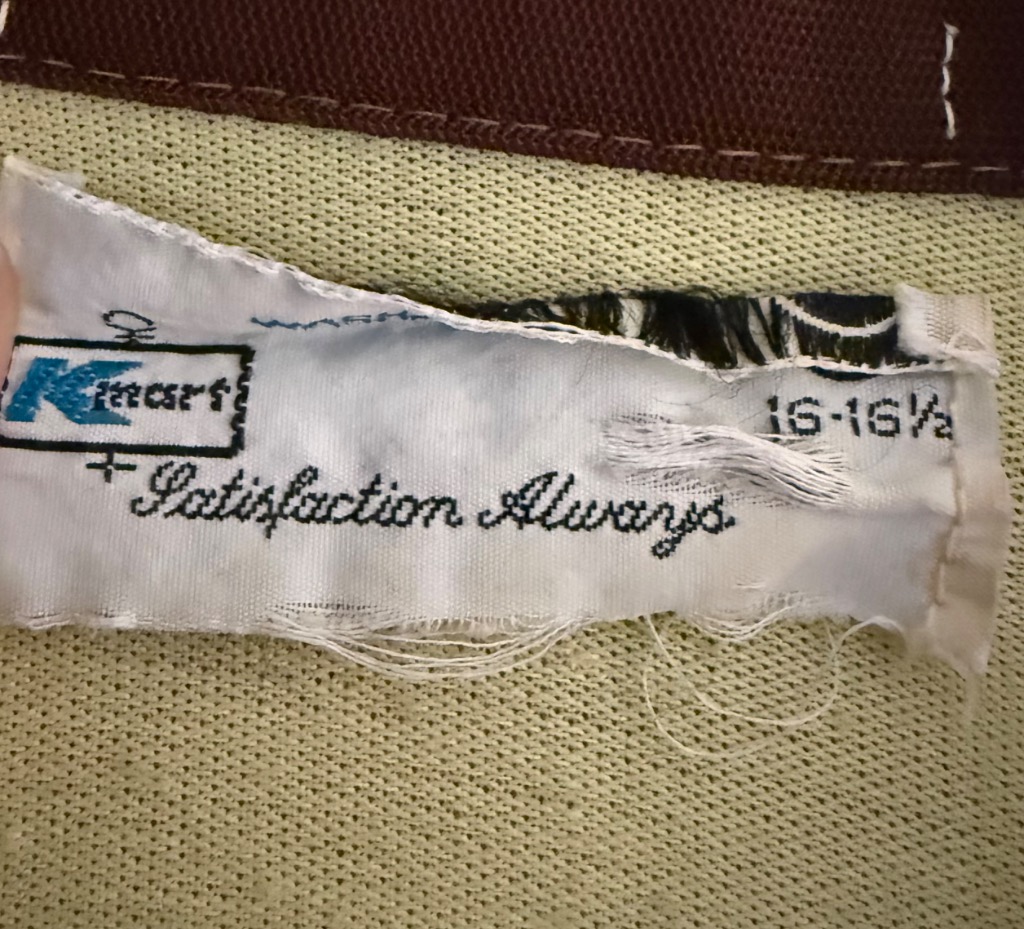 Kmart
16-16½
Satisfaction Always